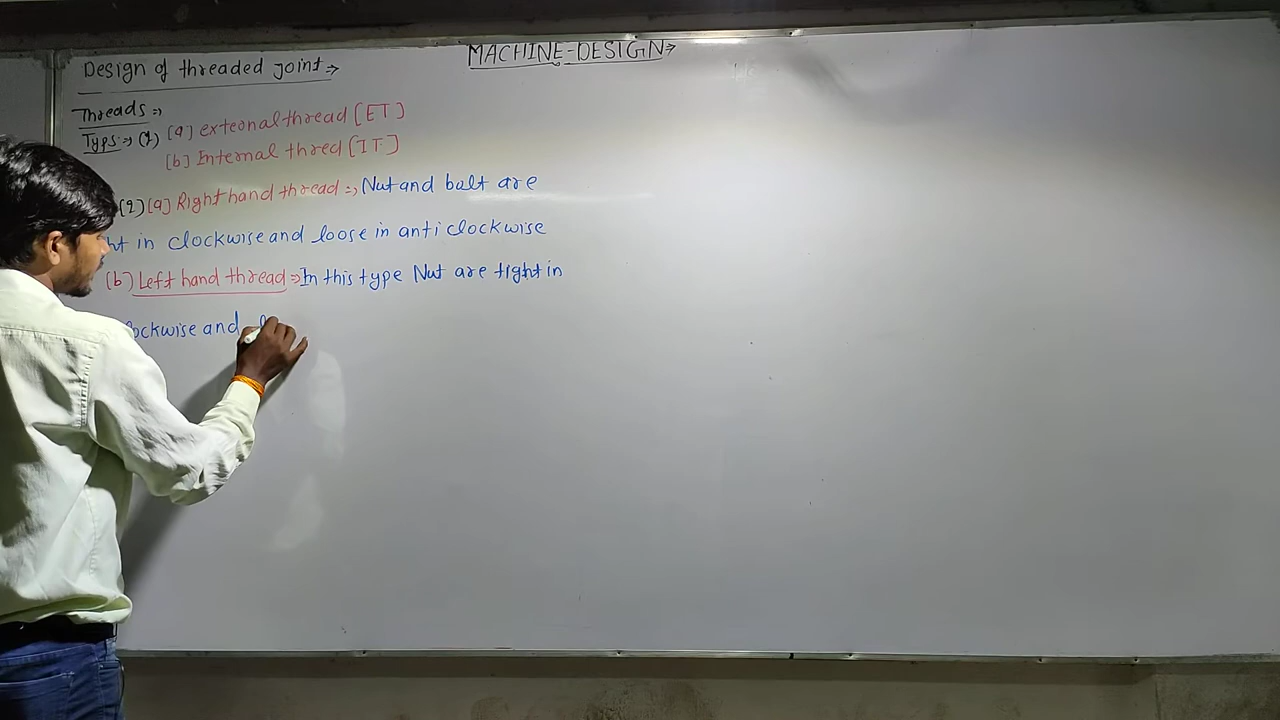 MACHINE-DESIGN
Design of threaded joint
Threads
Typs (1) [a] external thread [ET]
[b] Internal thred [IT]
(2) [a] Right hand thread Nut and bolt are
in clockwise and loose in anti clockwise
(b) Left hand thread In this type Nut are tight in
ockwise and